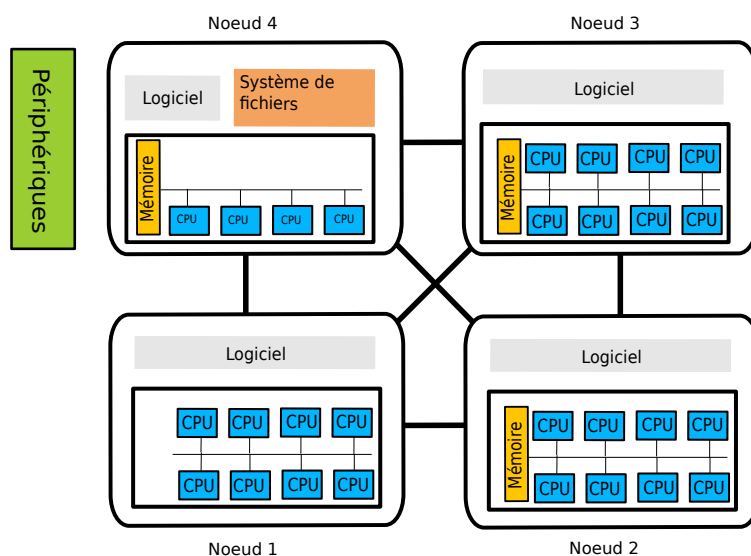 Périphériques
Noeud 4
Logiciel
Système de
fichiers
Mémoire
CPU CPU CPU CPU
Noeud 3
Logiciel
Mémoire
CPU CPU CPU CPU
CPU CPU CPU CPU
Logiciel
CPU CPU CPU CPU
CPU CPU CPU CPU
Noeud 1
Logiciel
Mémoire
CPU CPU CPU CPU
CPU CPU CPU CPU
Noeud 2